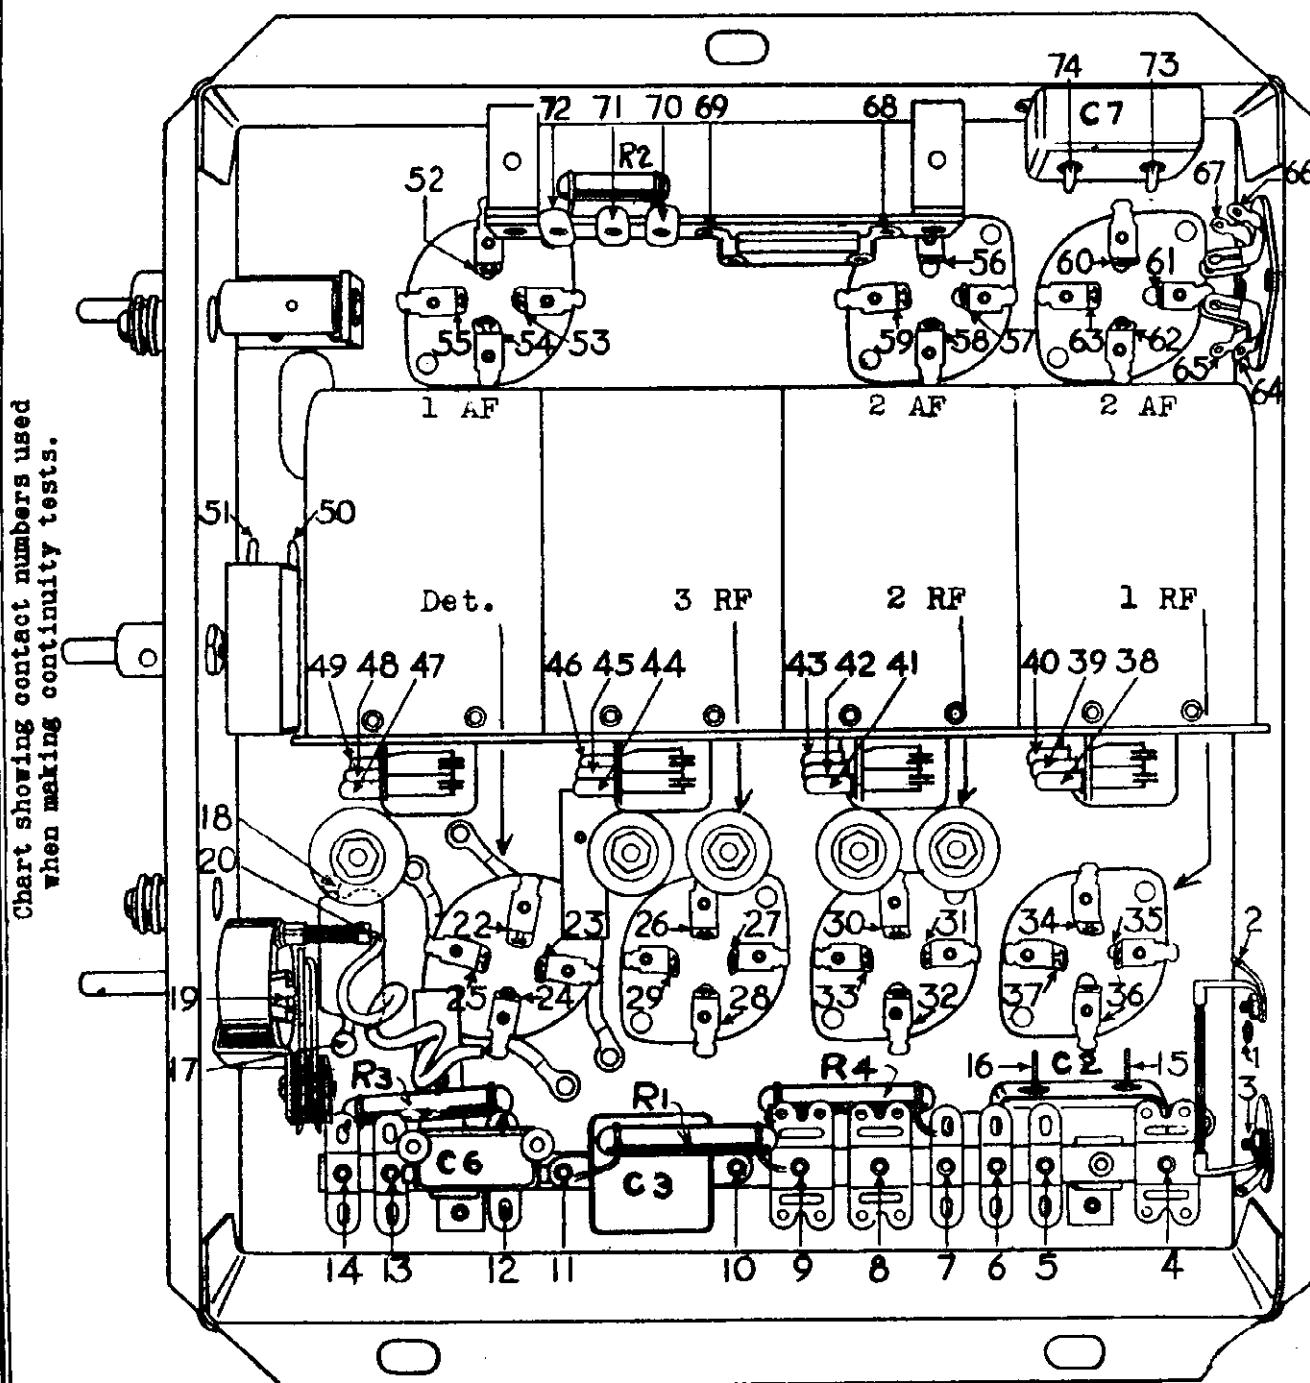 Chart showing contact numbers used
when making continuity tests.
74 73
72 71 70 69 68 C7
R2
52 67 66
56 60 61
55 54 53 59 58 57 63 62
65 64
1 AF 2 AF 2 AF
51 50
Det. 3 RF 2 RF 1 RF
49 48 47 46 45 44 43 42 41 40 39 38
18
20
22 23 26 27 30 31 34 35 2
19 25 24 29 28 33 32 37 36
17 R3 R4 16 C2 15 1
R1 3
C6 C3
14 13 12 11 10 9 8 7 6 5 4